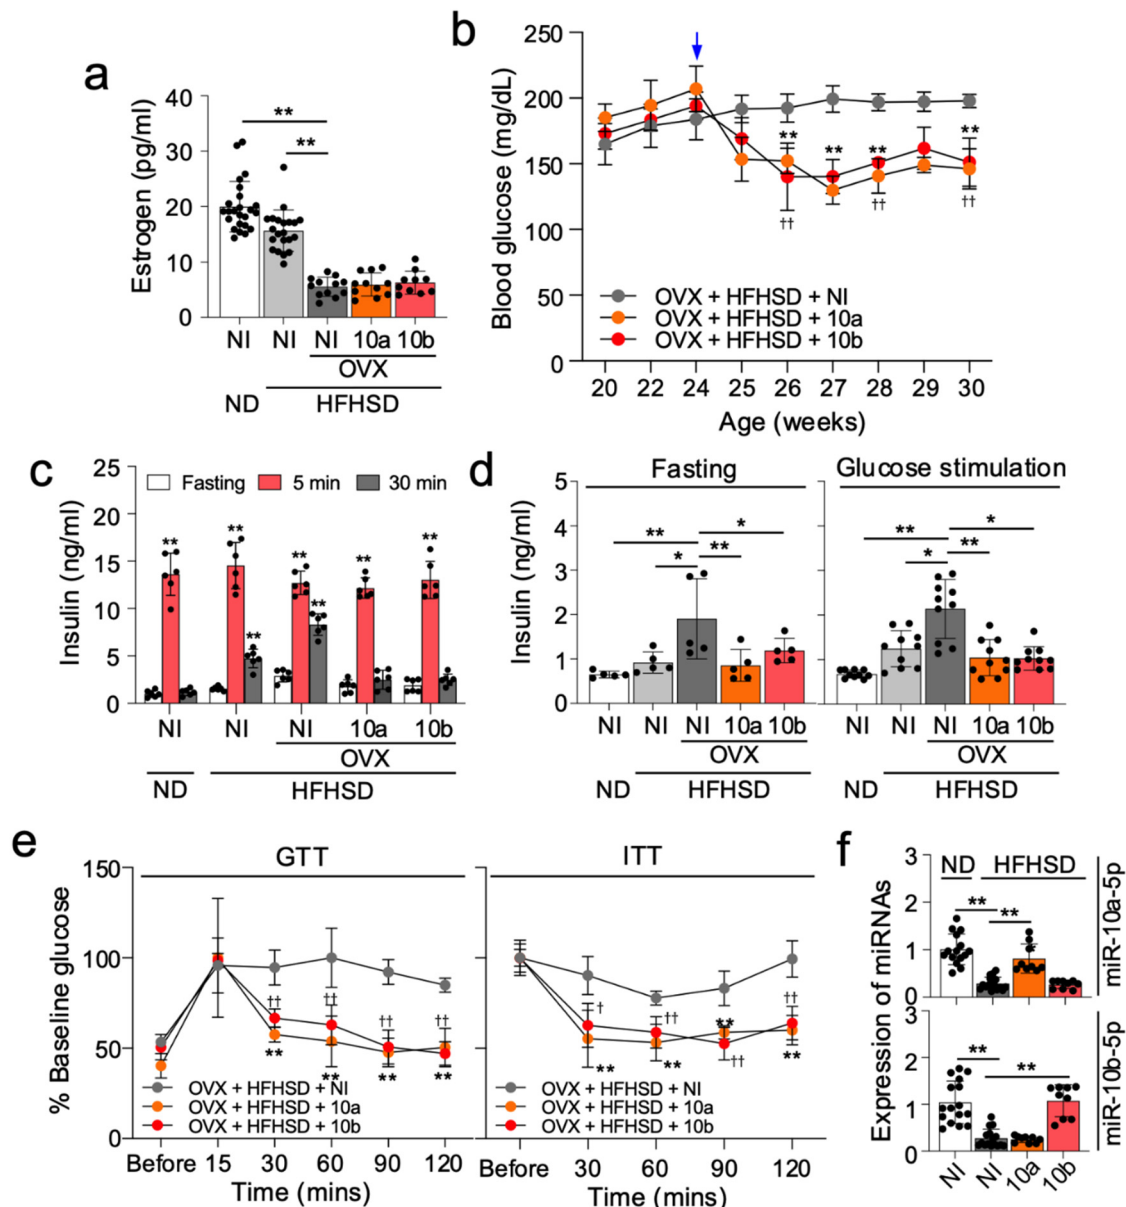 a
Estrogen (pg/ml)
40
30
20
10
0
** 
**
NI NI NI 10a 10b
OVX
ND HFHSD
b
Blood glucose (mg/dL)
250
200
150
100
50
0
** ** ** **
†† †† ††
OVX + HFHSD + NI
OVX + HFHSD + 10a
OVX + HFHSD + 10b
20 22 24 25 26 27 28 29 30
Age (weeks)
c
Insulin (ng/ml)
25
20
15
10
5
0
Fasting 5 min 30 min
** ** ** ** **
** **
NI NI NI 10a 10b
OVX
ND HFHSD
d
Insulin (ng/ml)
5
4
3
2
1
0
Fasting
** *
* **
NI NI NI 10a 10b
OVX
ND HFHSD
Glucose stimulation
** *
* **
NI NI NI 10a 10b
OVX
ND HFHSD
e
% Baseline glucose
150
100
50
0
GTT
†† †† †† ††
** ** ** **
OVX + HFHSD + NI
OVX + HFHSD + 10a
OVX + HFHSD + 10b
Before 15 30 60 90 120
Time (mins)
ITT
† †† †† ††
** ** ** **
OVX + HFHSD + NI
OVX + HFHSD + 10a
OVX + HFHSD + 10b
Before 30 60 90 120
Time (mins)
f
Expression of miRNAs
ND HFHSD
3
2
1
0
** **
miR-10a-5p
3
2
1
0
** **
miR-10b-5p
NI NI 10a 10b